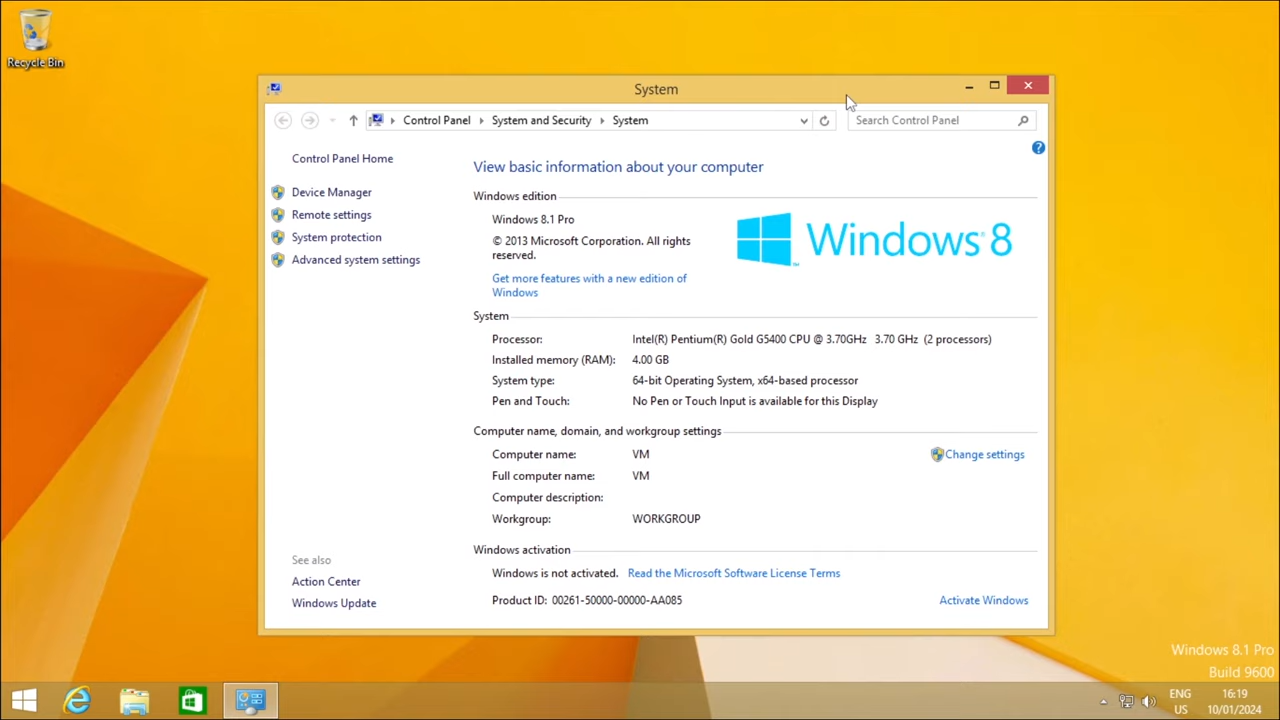 Recycle Bin
System
Control Panel
System and Security
System
Search Control Panel
Control Panel Home
Device Manager
Remote settings
System protection
Advanced system settings
See also
Action Center
Windows Update
View basic information about your computer
Windows edition
Windows 8.1 Pro
© 2013 Microsoft Corporation. All rights
reserved.
Get more features with a new edition of
Windows
Windows 8
System
Processor: Intel(R) Pentium(R) Gold G5400 CPU @ 3.70GHz 3.70 GHz (2 processors)
Installed memory (RAM): 4.00 GB
System type: 64-bit Operating System, x64-based processor
Pen and Touch: No Pen or Touch Input is available for this Display
Computer name, domain, and workgroup settings
Computer name: VM
Change settings
Full computer name: VM
Computer description:
Workgroup: WORKGROUP
Windows activation
Windows is not activated. Read the Microsoft Software License Terms
Product ID: 00261-50000-00000-AA085
Activate Windows
Windows 8.1 Pro
Build 9600
ENG
US
16:19
10/01/2024